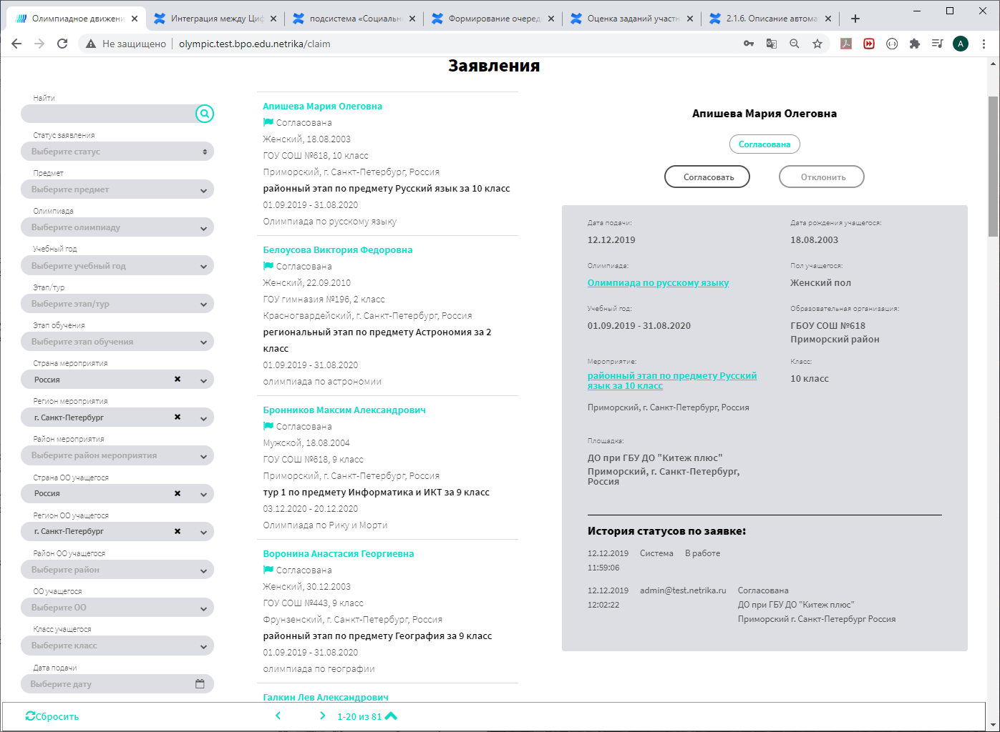 Олимпиадное движени
Интеграция между Циф
подсистема «Социальн
Формирование очеред
Оценка заданий участн
2.1.6. Описание автома
Не защищено
olympic.test.bpo.edu.netrika/claim
A
Заявления
Найти
Статус заявления
Выберите статус
Предмет
Выберите предмет
Олимпиада
Выберите олимпиаду
Учебный год
Выберите учебный год
Этап/тур
Выберите этап/тур
Этап обучения
Выберите этап обучения
Страна мероприятия
Россия
Регион мероприятия
г. Санкт-Петербург
Район мероприятия
Выберите район мероприятия
Страна ОО учащегося
Россия
Регион ОО учащегося
г. Санкт-Петербург
Район ОО учащегося
Выберите район
ОО учащегося
Выберите ОО
Класс учащегося
Выберите класс
Дата подачи
Выберите дату
Апишева Мария Олеговна
Согласована
Женский, 18.08.2003
ГОУ СОШ №618, 10 класс
Приморский, г. Санкт-Петербург, Россия
районный этап по предмету Русский язык за 10 класс
01.09.2019 - 31.08.2020
Олимпиада по русскому языку
Белоусова Виктория Федоровна
Согласована
Женский, 22.09.2010
ГОУ гимназия №196, 2 класс
Красногвардейский, г. Санкт-Петербург, Россия
региональный этап по предмету Астрономия за 2
класс
01.09.2019 - 31.08.2020
олимпиада по астрономии
Бронников Максим Александрович
Согласована
Мужской, 18.08.2004
ГОУ СОШ №618, 9 класс
Приморский, г. Санкт-Петербург, Россия
тур 1 по предмету Информатика и ИКТ за 9 класс
03.12.2020 - 20.12.2020
Олимпиада по Рику и Морти
Воронина Анастасия Георгиевна
Согласована
Женский, 30.12.2003
ГОУ СОШ №443, 9 класс
Фрунзенский, г. Санкт-Петербург, Россия
районный этап по предмету География за 9 класс
01.09.2019 - 31.08.2020
олимпиада по географии
Галкин Лев Александрович
Апишева Мария Олеговна
Согласована
Согласовать
Отклонить
Дата подачи:
12.12.2019
Дата рождения учащегося:
18.08.2003
Олимпиада:
Олимпиада по русскому языку
Пол учащегося:
Женский пол
Учебный год:
01.09.2019 - 31.08.2020
Образовательная организация:
ГБОУ СОШ №618
Приморский район
Мероприятие:
районный этап по предмету Русский
язык за 10 класс
Приморский, г. Санкт-Петербург, Россия
Класс:
10 класс
Площадка:
ДО при ГБУ ДО "Китеж плюс"
Приморский, г. Санкт-Петербург,
Россия
История статусов по заявке:
12.12.2019 Система В работе
11:59:06
12.12.2019 admin@test.netrika.ru Согласована
12:02:22 ДО при ГБУ ДО "Китеж плюс"
Приморский г. Санкт-Петербург Россия
Сбросить
1-20 из 81